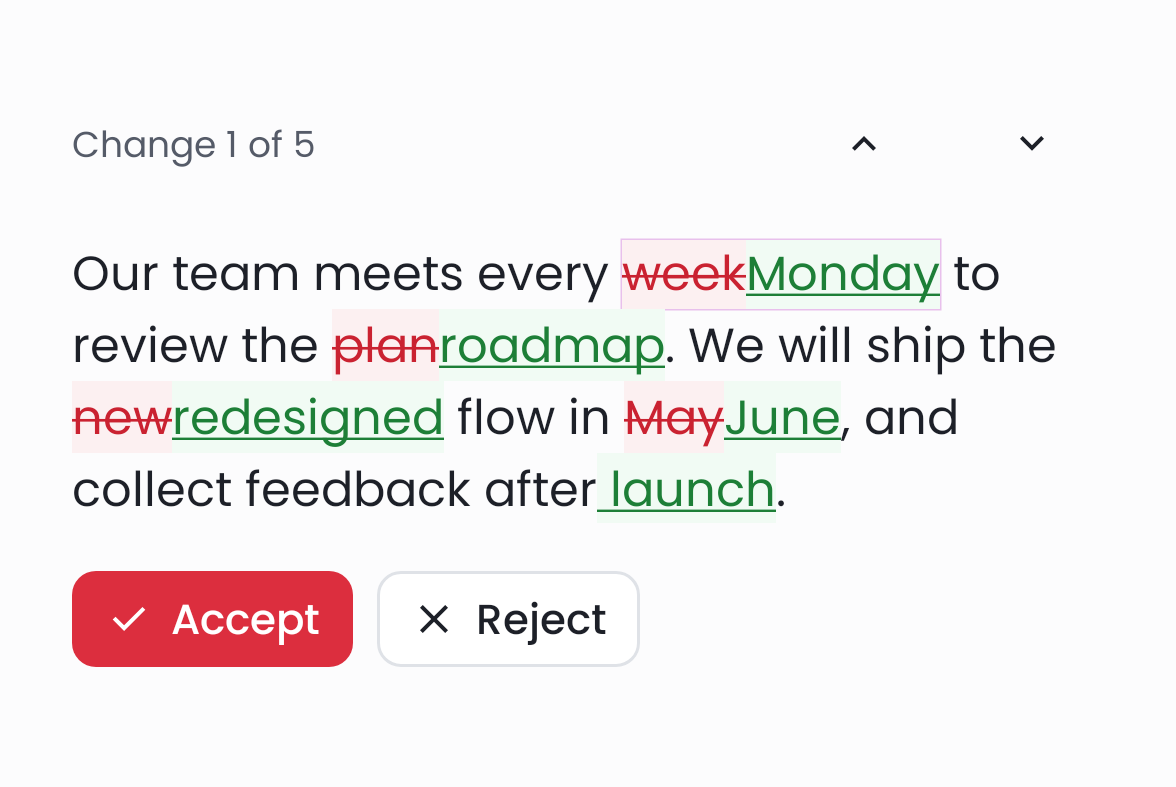 Change 1 of 5
Our team meets every weekMonday to
review the planroadmap. We will ship the
newredesigned flow in MayJune, and
collect feedback after launch.
Accept
Reject